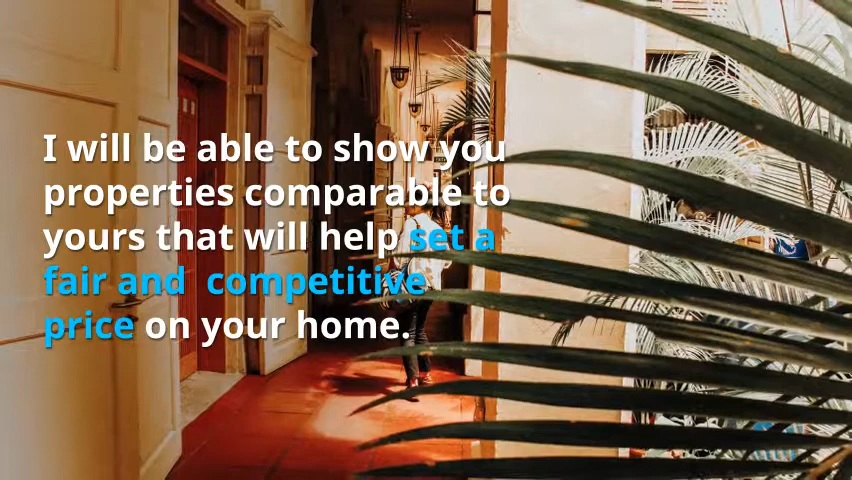 I will be able to show you
properties comparable to
yours that will help set a
fair and  competitive
price on your home.